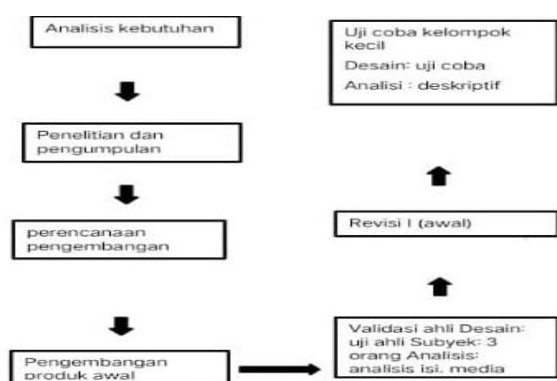 Analisis kebutuhan
Penelitian dan
pengumpulan
perencanaan
pengembangan
Pengembangan
produk awal
Validasi ahli Desain:
uji ahli Subyek: 3
orang Analisis:
analisis isi. media
Revisi I (awal)
Uji coba kelompok
kecil
Desain: uji coba
Analisi : deskriptif